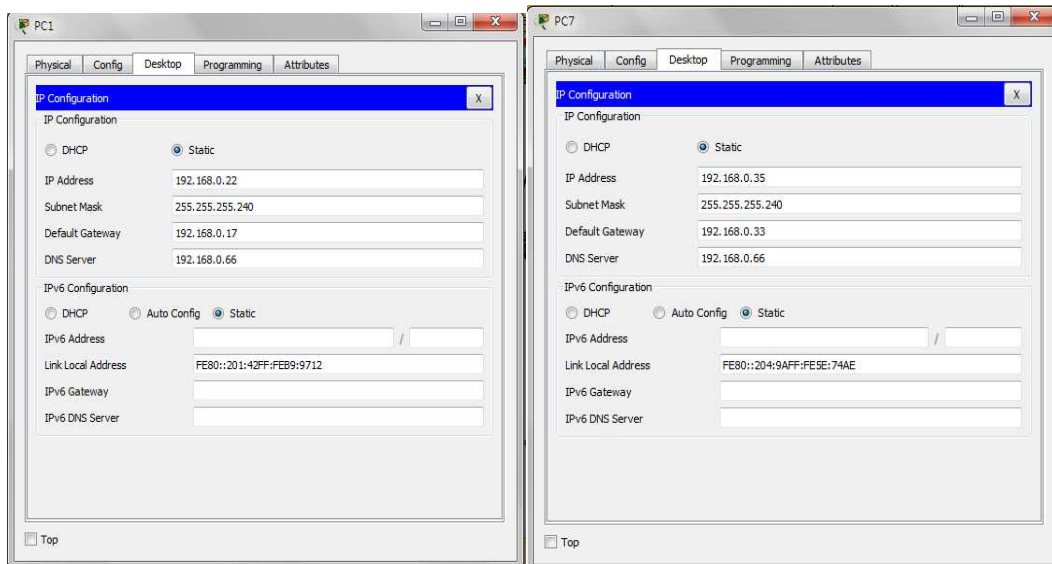 PC1
Physical Config Desktop Programming Attributes
IP Configuration X
IP Configuration
DHCP Static
IP Address 192.168.0.22
Subnet Mask 255.255.255.240
Default Gateway 192.168.0.17
DNS Server 192.168.0.66
IPv6 Configuration
DHCP Auto Config Static
IPv6 Address /
Link Local Address FE80::201:42FF:FEB9:9712
IPv6 Gateway
IPv6 DNS Server
Top
PC7
Physical Config Desktop Programming Attributes
IP Configuration X
IP Configuration
DHCP Static
IP Address 192.168.0.35
Subnet Mask 255.255.255.240
Default Gateway 192.168.0.33
DNS Server 192.168.0.66
IPv6 Configuration
DHCP Auto Config Static
IPv6 Address /
Link Local Address FE80::204:9AFF:FE5E:74AE
IPv6 Gateway
IPv6 DNS Server
Top